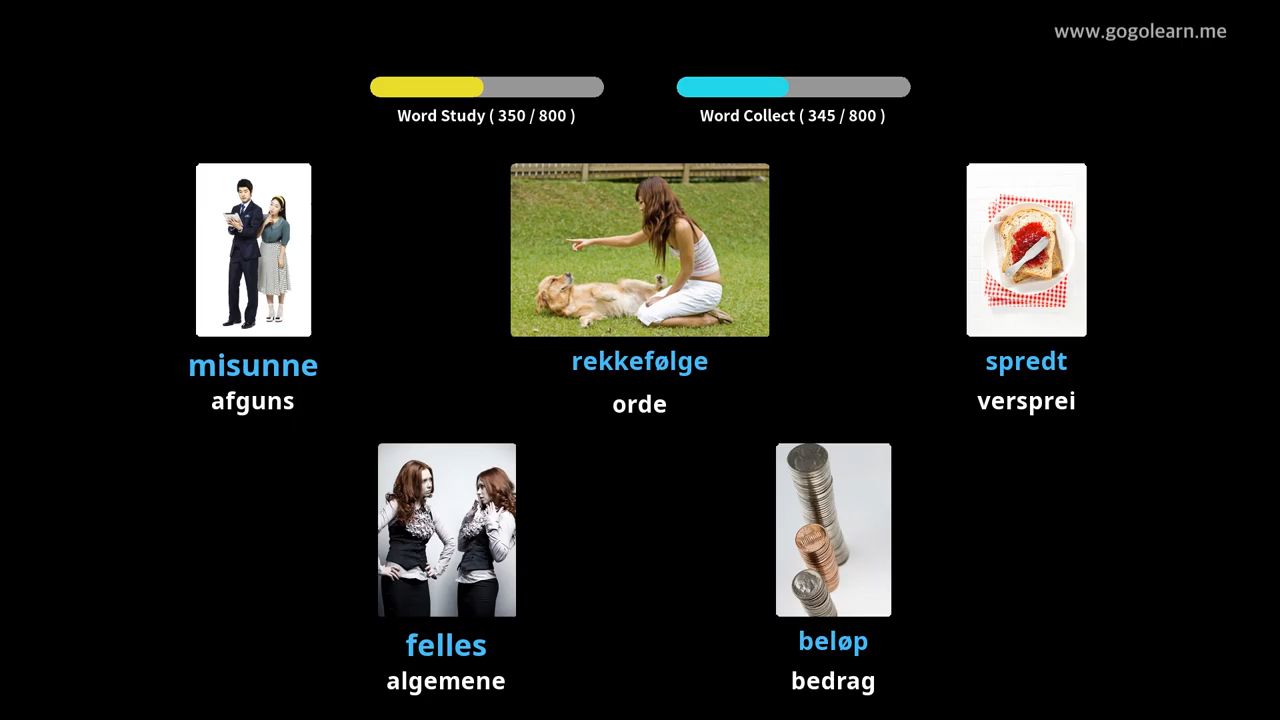 www.gogolearn.me
Word Study ( 350 / 800 )
Word Collect ( 345 / 800 )
misunne
afguns
rekkefølge
orde
spredt
versprei
felles
algemene
beløp
bedrag